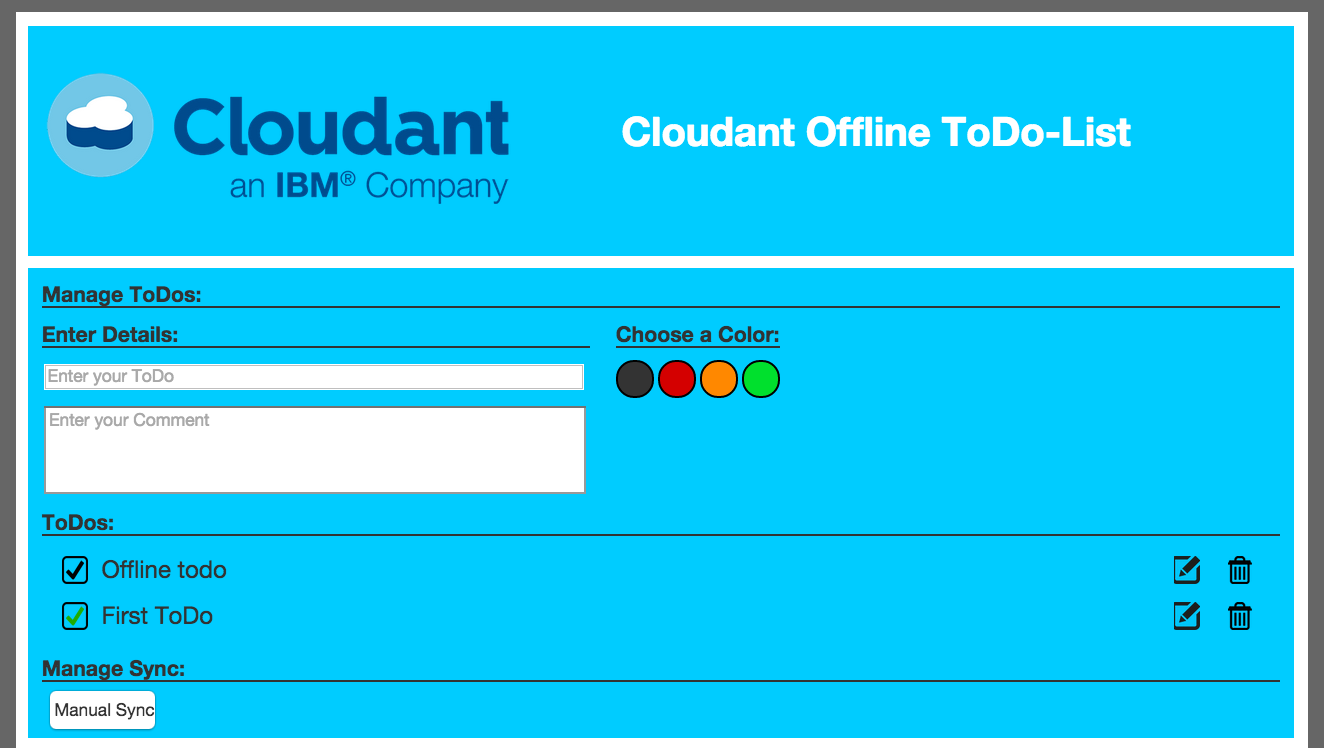 Cloudant
an IBM® Company
Cloudant Offline ToDo-List
Manage ToDos:
Enter Details:
Choose a Color:
Enter your ToDo
Enter your Comment
ToDos:
Offline todo
First ToDo
Manage Sync:
Manual Sync